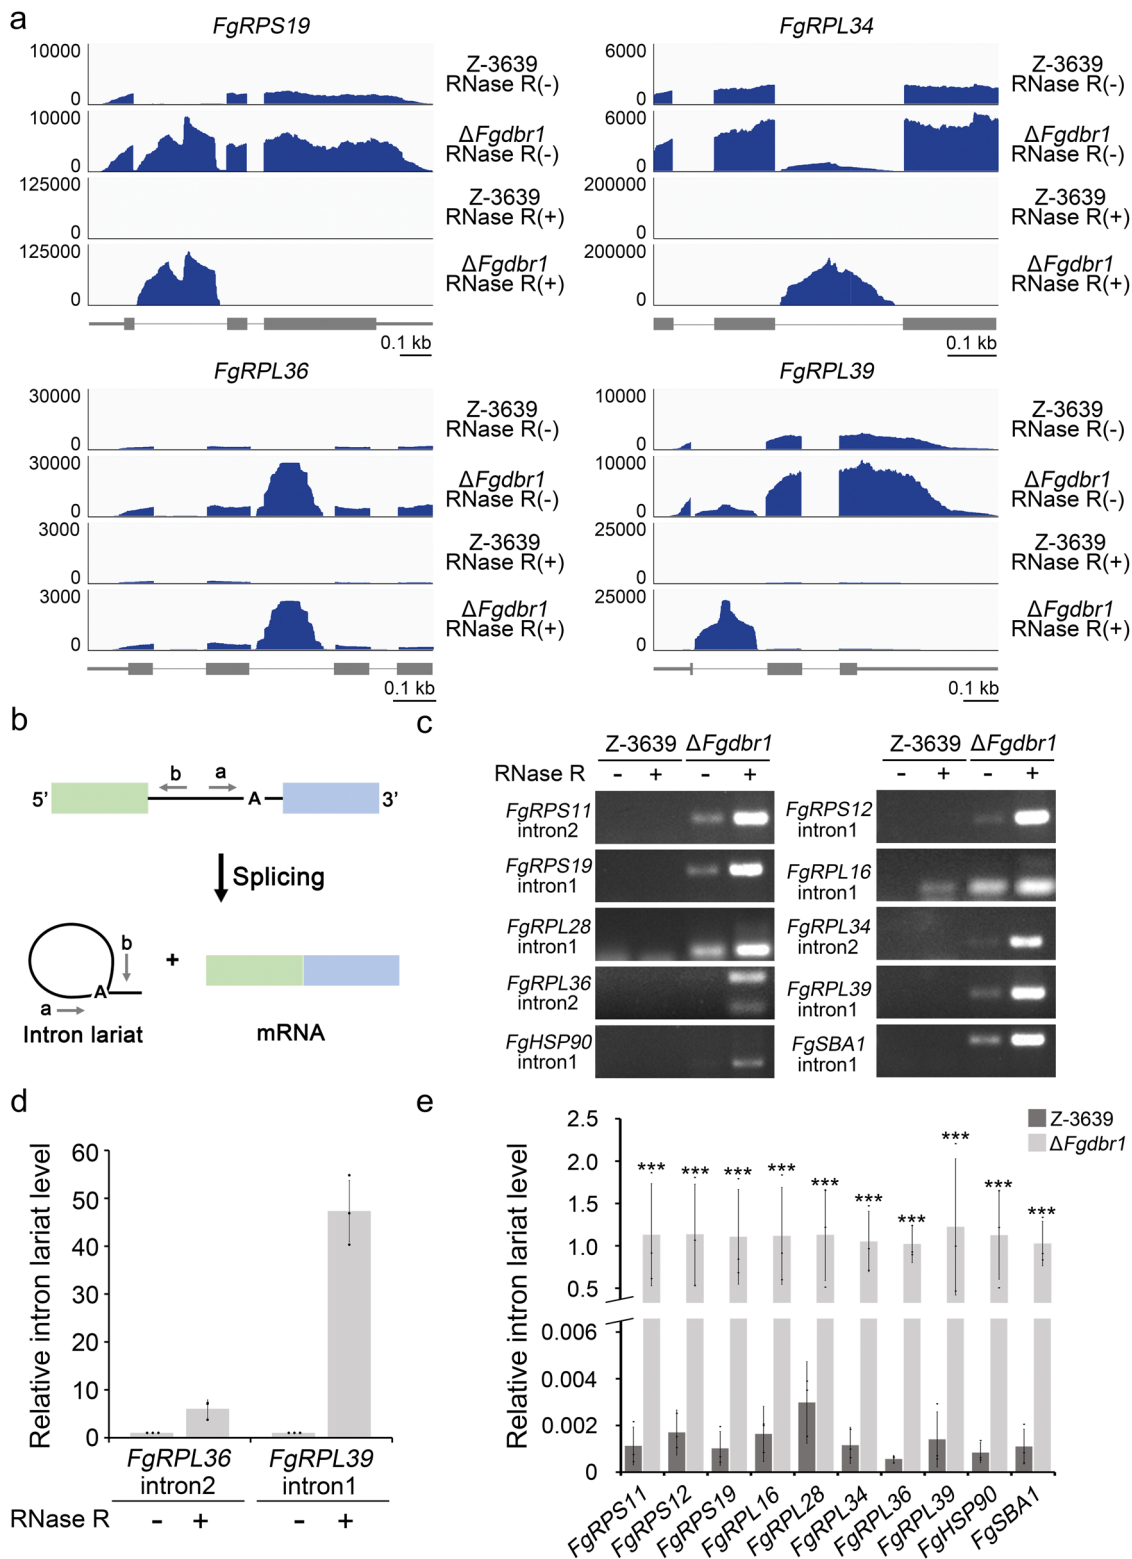 a
FgRPS19
10000
0
Z-3639
RNase R(-)
10000
0
ΔFgdbr1
RNase R(-)
125000
0
Z-3639
RNase R(+)
125000
0
ΔFgdbr1
RNase R(+)
0.1 kb
FgRPL34
6000
0
Z-3639
RNase R(-)
6000
0
ΔFgdbr1
RNase R(-)
200000
0
Z-3639
RNase R(+)
200000
0
ΔFgdbr1
RNase R(+)
0.1 kb
FgRPL36
30000
0
Z-3639
RNase R(-)
30000
0
ΔFgdbr1
RNase R(-)
3000
0
Z-3639
RNase R(+)
3000
0
ΔFgdbr1
RNase R(+)
0.1 kb
FgRPL39
10000
0
Z-3639
RNase R(-)
10000
0
ΔFgdbr1
RNase R(-)
25000
0
Z-3639
RNase R(+)
25000
0
ΔFgdbr1
RNase R(+)
0.1 kb
b
b a
5' A 3'
Splicing
b
+
A
a
Intron lariat
mRNA
c
Z-3639 ΔFgdbr1
RNase R - + - +
FgRPS11
intron2
FgRPS19
intron1
FgRPL28
intron1
FgRPL36
intron2
FgHSP90
intron1
Z-3639 ΔFgdbr1
- + - +
FgRPS12
intron1
FgRPL16
intron1
FgRPL34
intron2
FgRPL39
intron1
FgSBA1
intron1
d
Relative intron lariat level
60
50
40
30
20
10
0
FgRPL36
intron2
FgRPL39
intron1
RNase R - + - +
e
Relative intron lariat level
2.5
2.0
1.5
1.0
0.5
0.006
0.004
0.002
0
Z-3639
ΔFgdbr1
*** *** *** *** *** *** *** *** *** ***
FgRPS11
FgRPS12
FgRPS19
FgRPL16
FgRPL28
FgRPL34
FgRPL36
FgRPL39
FgHSP90
FgSBA1